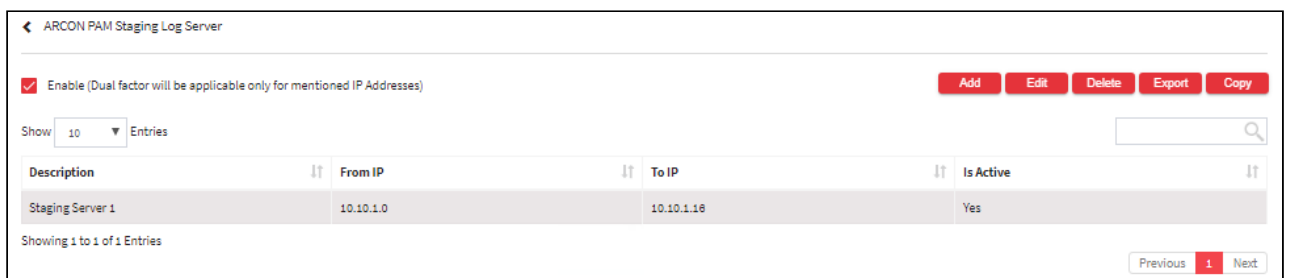 ARCON PAM Staging Log Server
Enable (Dual factor will be applicable only for mentioned IP Addresses) Add Edit Delete Export Copy
Show 10 Entries
Description From IP To IP Is Active
Staging Server 1 10.10.1.0 10.10.1.16 Yes
Showing 1 to 1 of 1 Entries
Previous 1 Next